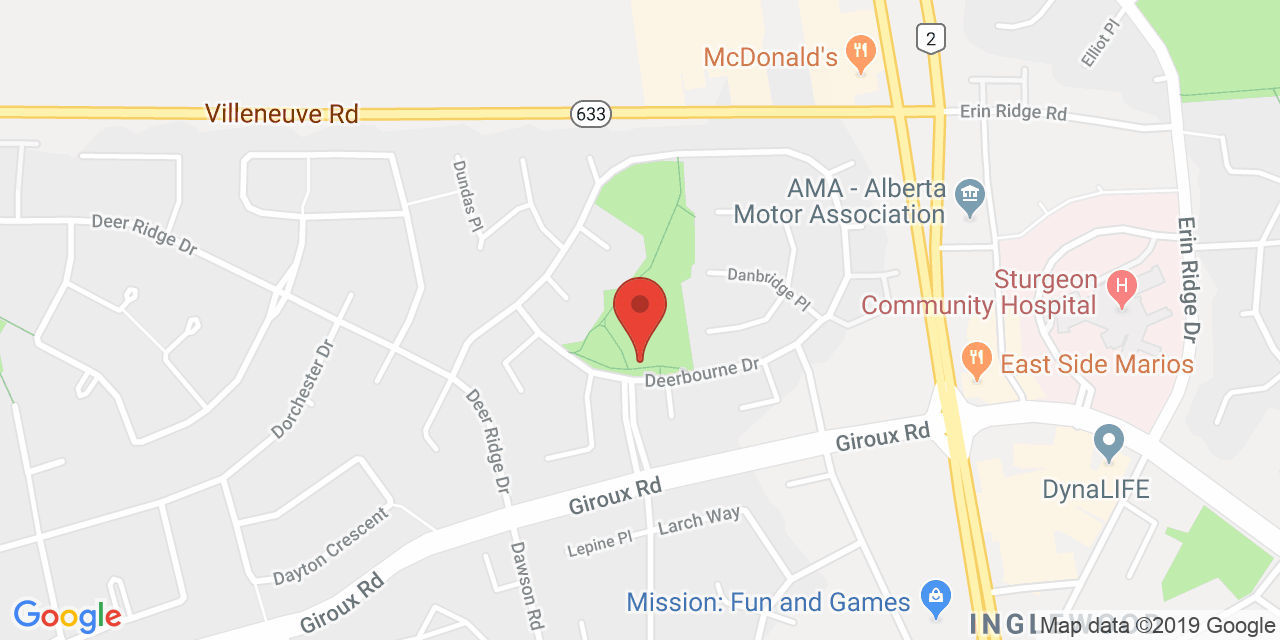 Elliot Pl
2
McDonald's
Villeneuve Rd
633
Erin Ridge Rd
Dundas Pl
AMA - Alberta
Motor Association
Deer Ridge Dr
Erin Ridge Dr
Danbridge Pl
Sturgeon
Community Hospital
H
East Side Marios
Dorchester Dr
Deerbourne Dr
Deer Ridge Dr
Giroux Rd
DynaLIFE
Giroux Rd
Larch Way
Lepine Pl
Dayton Crescent
Dawson Rd
Giroux Rd
Mission: Fun and Games
Google
INGLEWOOD
Map data ©2019 Google